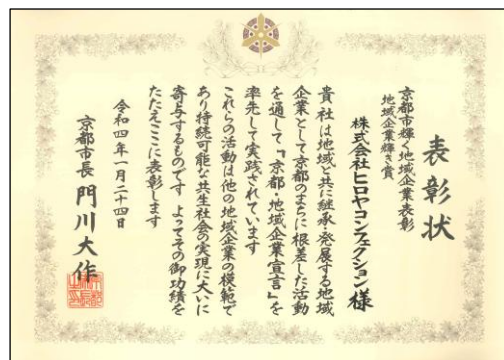 表彰状
京都市輝く地域企業表彰
地域企業輝き賞
株式会社ヒロヤコンフェクション様
貴社は地域と共に継承・発展する地域
企業として京都のまちに根差した活動
を通して、「京都・地域企業宣言」を
率先して実践されています
これらの活動は他の地域企業の模範で
あり持続可能な共生社会の実現に大いに
寄与するものです よってその御功績を
たたえここに表彰します
令和四年一月二十四日
京都市長 門川大作